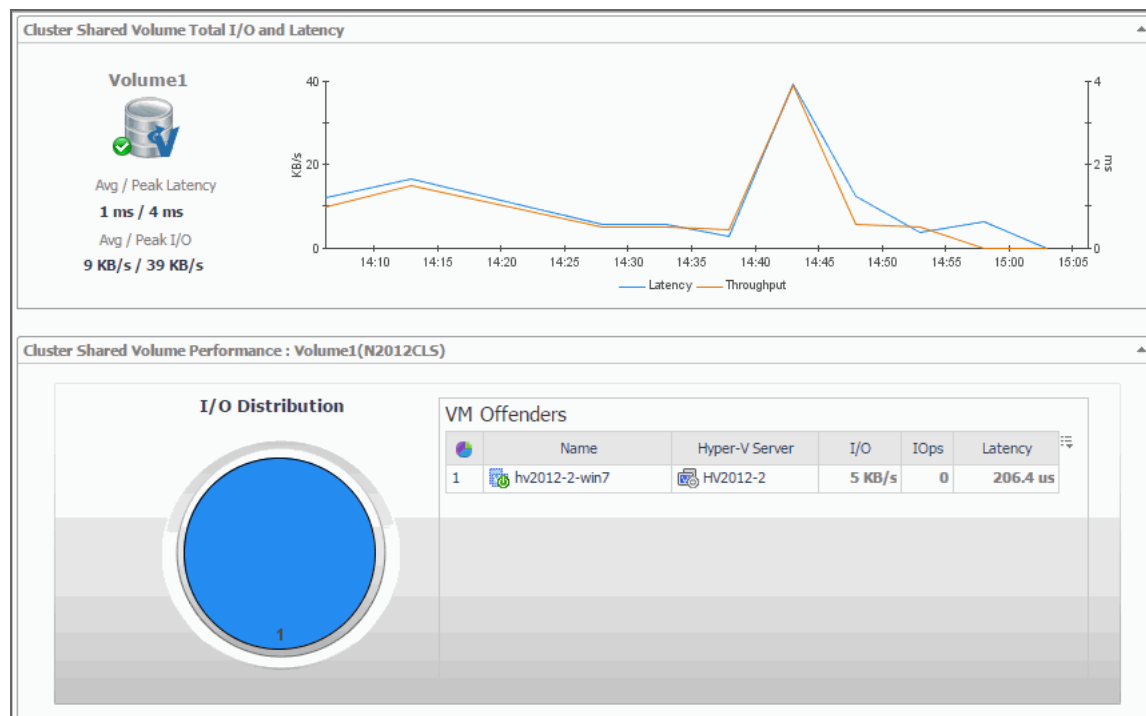 Cluster Shared Volume Total I/O and Latency
Volume1
Avg / Peak Latency
1 ms / 4 ms
Avg / Peak I/O
9 KB/s / 39 KB/s
40
20
0
KB/s
4
2
0
ms
14:10 14:15 14:20 14:25 14:30 14:35 14:40 14:45 14:50 14:55 15:00 15:05
Latency Throughput
Cluster Shared Volume Performance : Volume1(N2012CLS)
I/O Distribution
1
VM Offenders
Name Hyper-V Server I/O IOps Latency
1 hv2012-2-win7 HV2012-2 5 KB/s 0 206.4 us